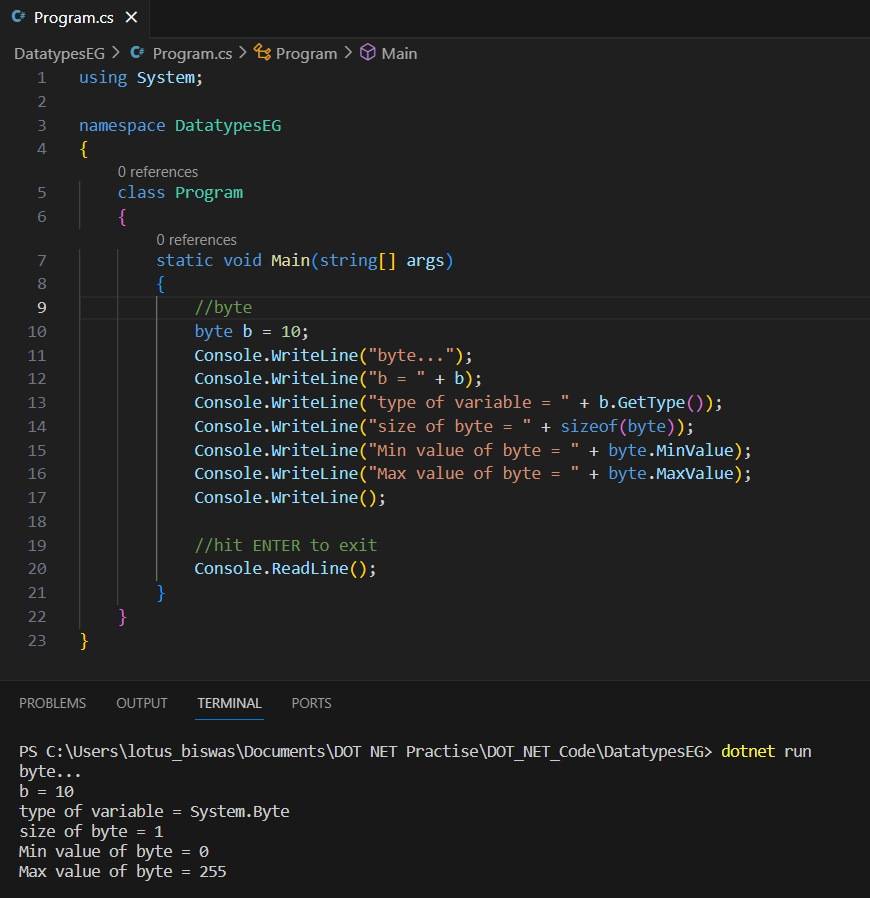 C# Program.cs ×
DatatypesEG > C# Program.cs > Program > Main
1 using System;
2
3 namespace DatatypesEG
4 {
0 references
5 class Program
6 {
0 references
7 static void Main(string[] args)
8 {
9 //byte
10 byte b = 10;
11 Console.WriteLine("byte...");
12 Console.WriteLine("b = " + b);
13 Console.WriteLine("type of variable = " + b.GetType());
14 Console.WriteLine("size of byte = " + sizeof(byte));
15 Console.WriteLine("Min value of byte = " + byte.MinValue);
16 Console.WriteLine("Max value of byte = " + byte.MaxValue);
17 Console.WriteLine();
18
19 //hit ENTER to exit
20 Console.ReadLine();
21 }
22 }
23 }
PROBLEMS OUTPUT TERMINAL PORTS
PS C:\Users\lotus_biswas\Documents\DOT NET Practise\DOT_NET_Code\DatatypesEG> dotnet run
byte...
b = 10
type of variable = System.Byte
size of byte = 1
Min value of byte = 0
Max value of byte = 255